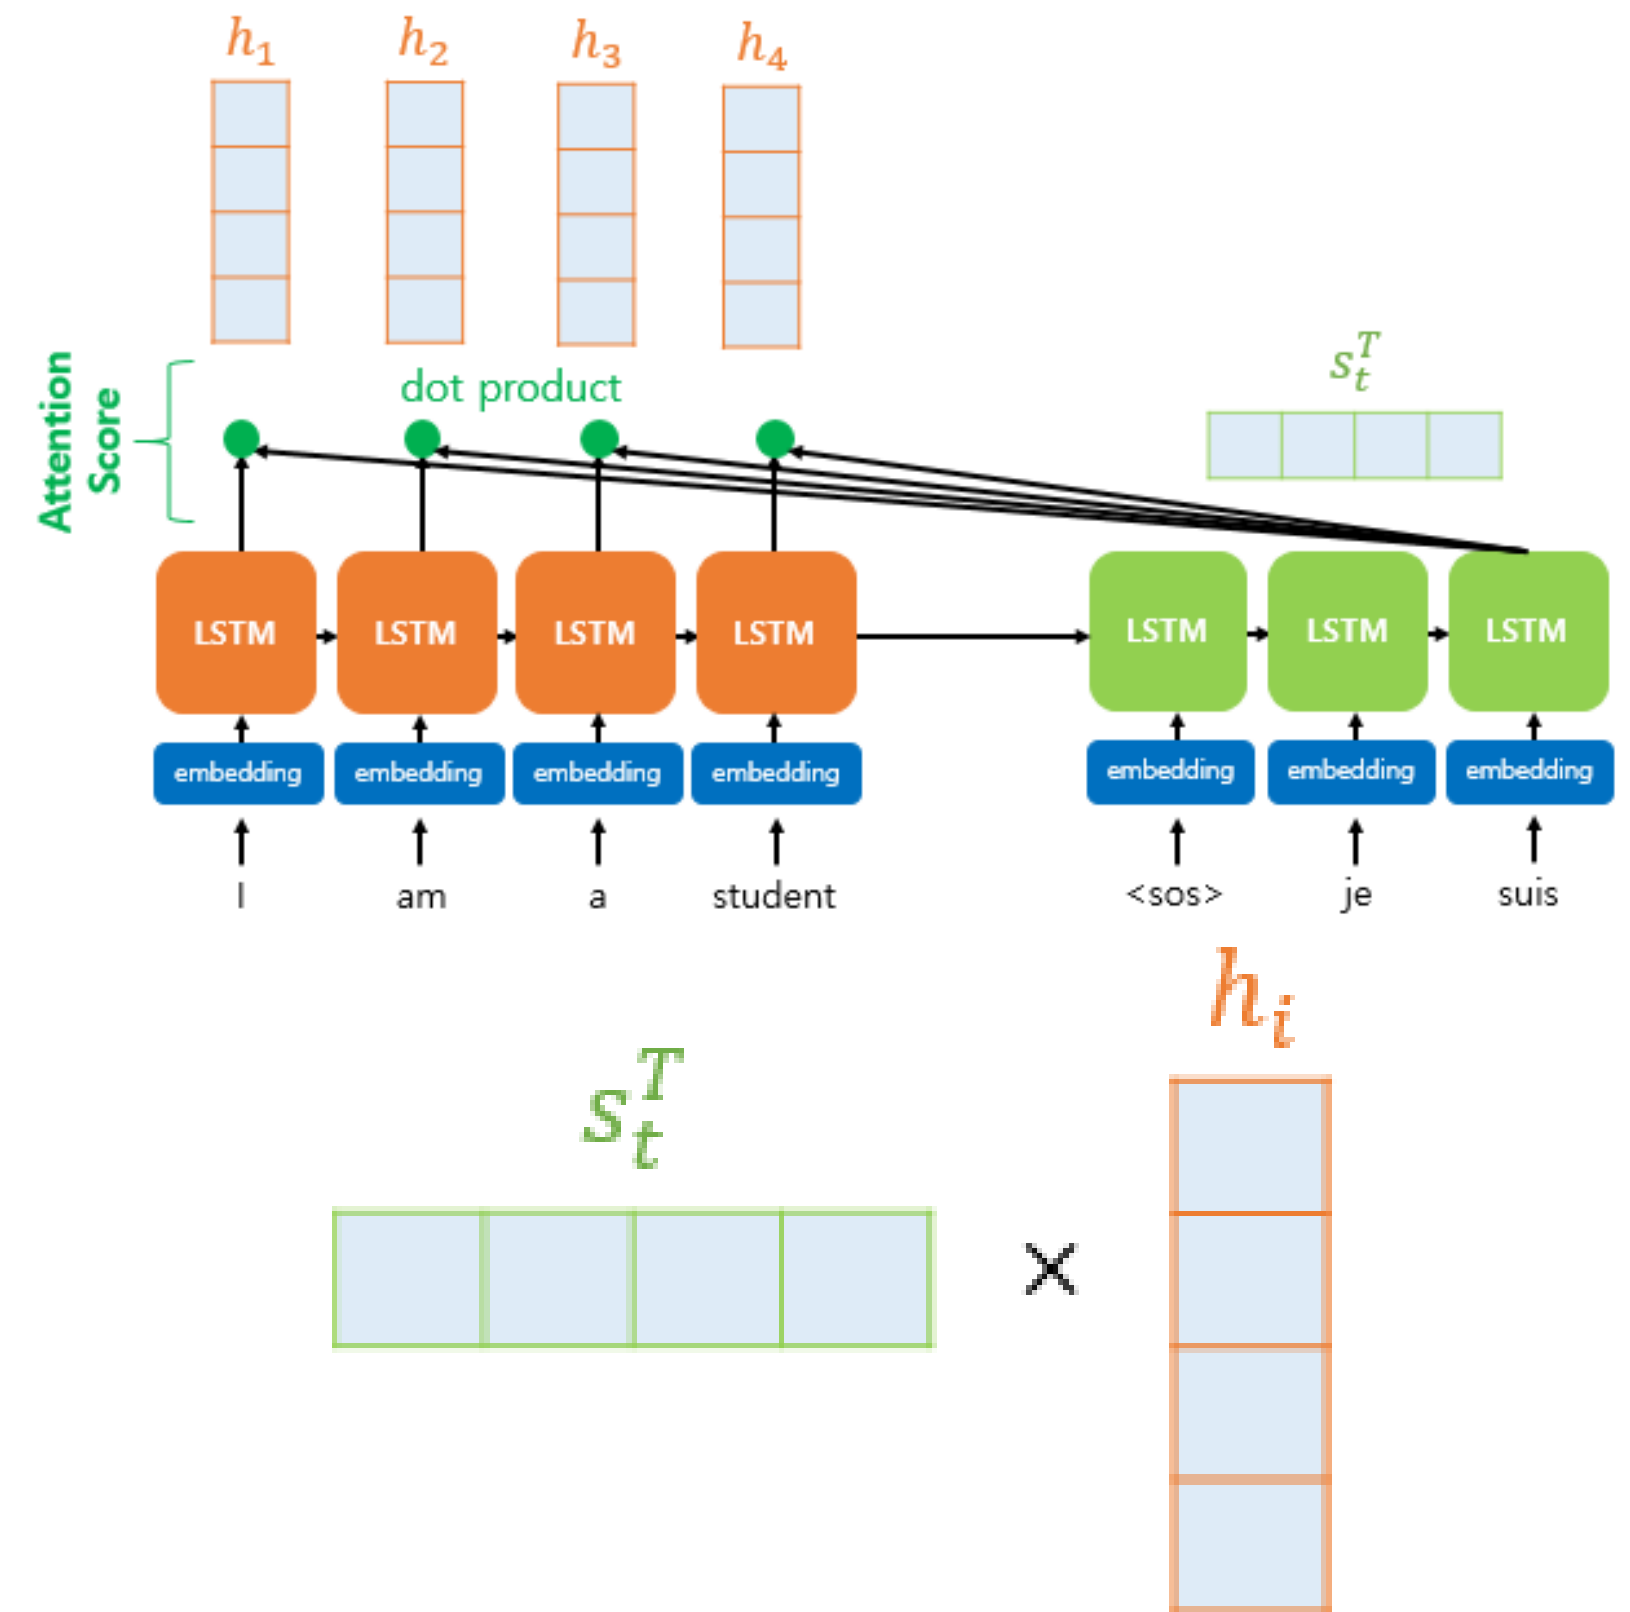 h₁ h₂ h₃ h₄
sₜᵀ
Attention
Score
dot product
LSTM LSTM LSTM LSTM LSTM LSTM LSTM
embedding embedding embedding embedding embedding embedding embedding
I am a student <sos> je suis
hᵢ
sₜᵀ
×